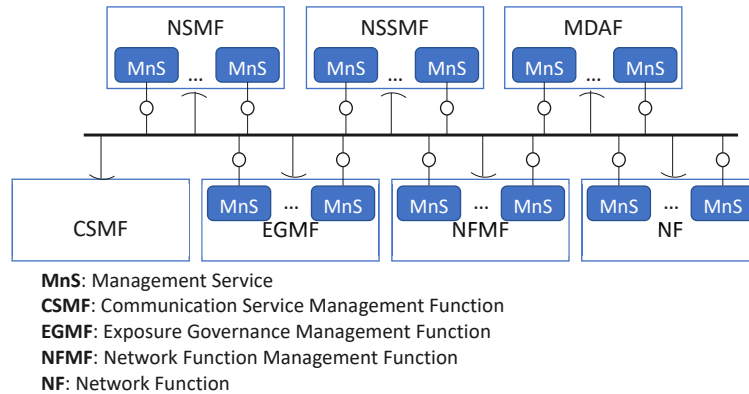 NSMF NSSMF MDAF
MnS ... MnS MnS ... MnS MnS ... MnS
MnS ... MnS MnS ... MnS MnS ... MnS
CSMF EGMF NFMF NF
MnS: Management Service
CSMF: Communication Service Management Function
EGMF: Exposure Governance Management Function
NFMF: Network Function Management Function
NF: Network Function